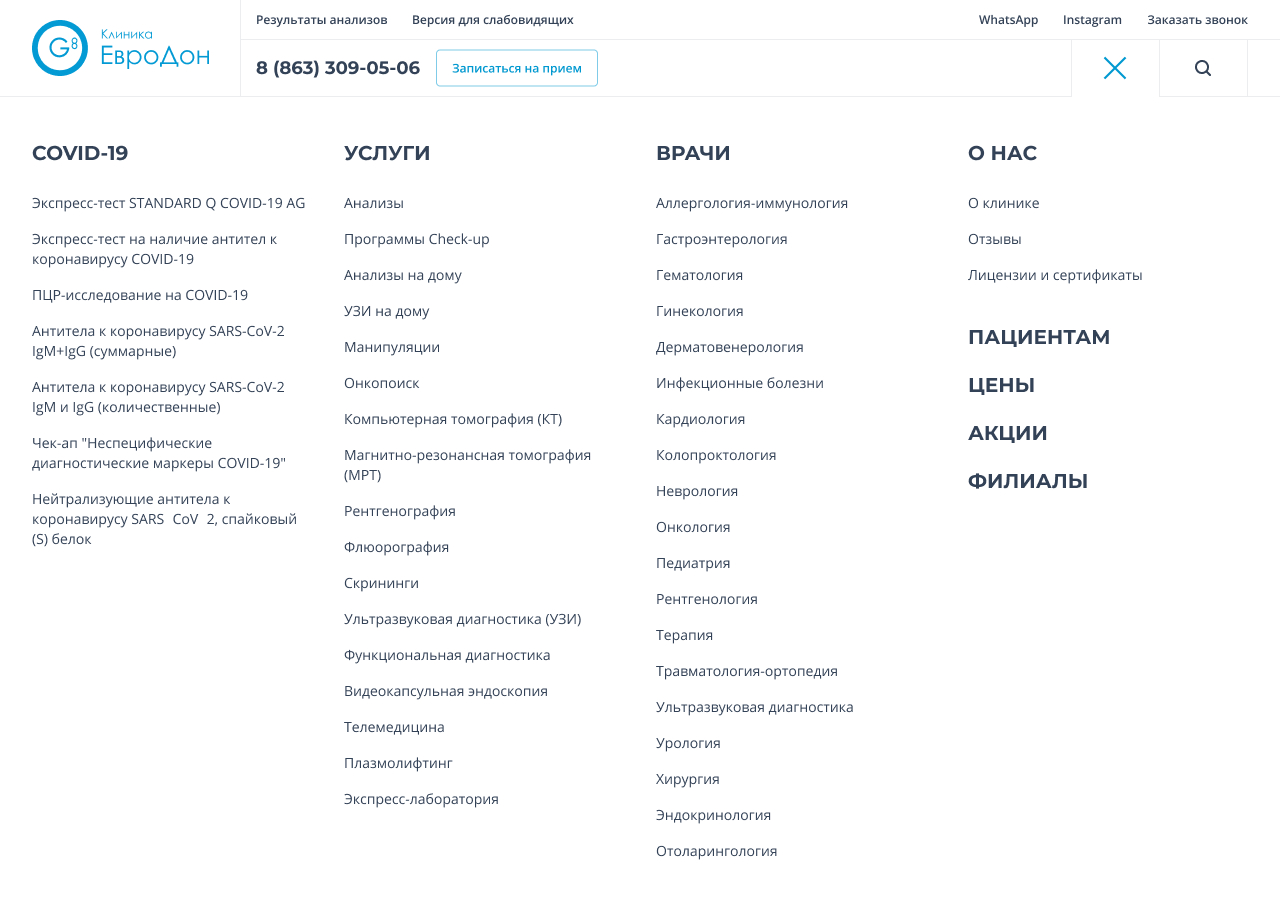 G8
Клиника
ЕвроДон
Результаты анализов
Версия для слабовидящих
WhatsApp
Instagram
Заказать звонок
8 (863) 309-05-06
Записаться на прием
COVID-19
Экспресс-тест STANDARD Q COVID-19 AG
Экспресс-тест на наличие антител к
коронавирусу COVID-19
ПЦР-исследование на COVID-19
Антитела к коронавирусу SARS-CoV-2
IgM+IgG (суммарные)
Антитела к коронавирусу SARS-CoV-2
IgM и IgG (количественные)
Чек-ап "Неспецифические
диагностические маркеры COVID-19"
Нейтрализующие антитела к
коронавирусу SARS CoV 2, спайковый
(S) белок
УСЛУГИ
Анализы
Программы Check-up
Анализы на дому
УЗИ на дому
Манипуляции
Онкопоиск
Компьютерная томография (КТ)
Магнитно-резонансная томография
(МРТ)
Рентгенография
Флюорография
Скрининги
Ультразвуковая диагностика (УЗИ)
Функциональная диагностика
Видеокапсульная эндоскопия
Телемедицина
Плазмолифтинг
Экспресс-лаборатория
ВРАЧИ
Аллергология-иммунология
Гастроэнтерология
Гематология
Гинекология
Дерматовенерология
Инфекционные болезни
Кардиология
Колопроктология
Неврология
Онкология
Педиатрия
Рентгенология
Терапия
Травматология-ортопедия
Ультразвуковая диагностика
Урология
Хирургия
Эндокринология
Отоларингология
О НАС
О клинике
Отзывы
Лицензии и сертификаты
ПАЦИЕНТАМ
ЦЕНЫ
АКЦИИ
ФИЛИАЛЫ